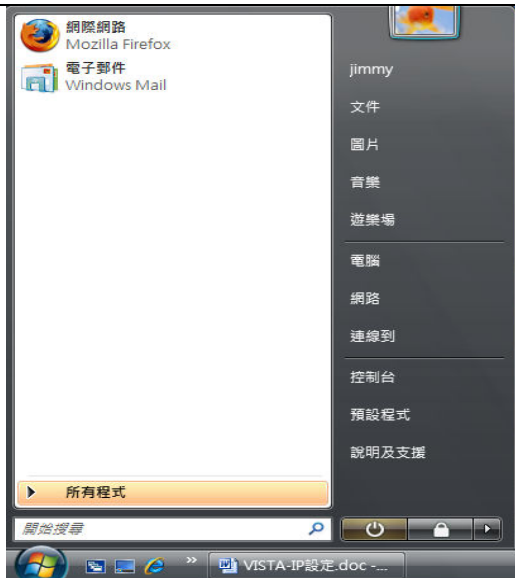 網際網路
Mozilla Firefox
電子郵件
Windows Mail
所有程式
開始搜尋
jimmy
文件
圖片
音樂
遊樂場
電腦
網路
連線到
控制台
預設程式
說明及支援
VISTA-IP設定.doc -...